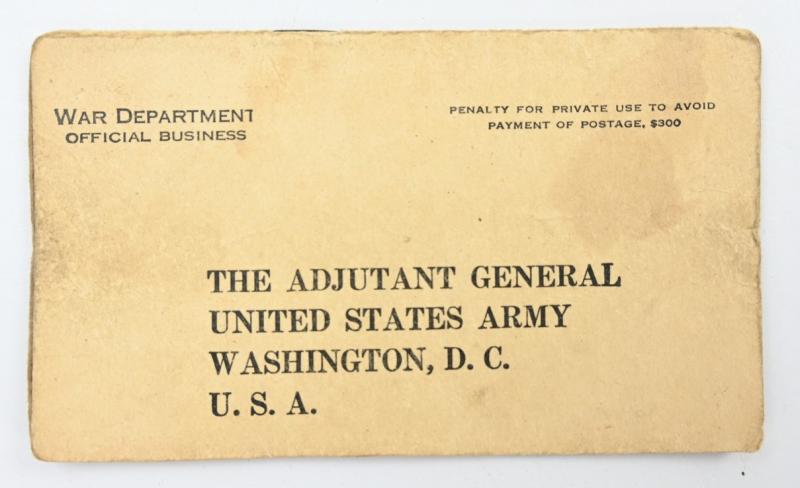 WAR DEPARTMENT
OFFICIAL BUSINESS
PENALTY FOR PRIVATE USE TO AVOID
PAYMENT OF POSTAGE, $300
THE ADJUTANT GENERAL
UNITED STATES ARMY
WASHINGTON, D. C.
U. S. A.